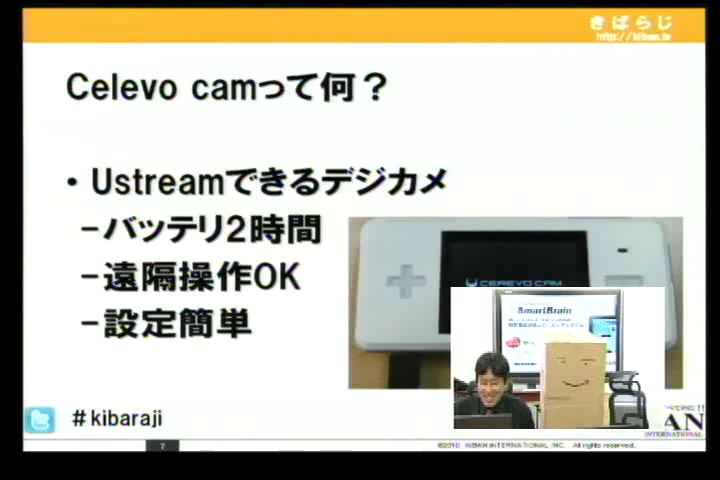 きばらじ
http://kiban.tv
Celevo camって何？
・Ustreamできるデジカメ
－バッテリ2時間
－遠隔操作OK
－設定簡単
CEREVO CAM
SmartBrain
#kibaraji
AN
INTERNATIONAL
7
©2010 KIBAN INTERNATIONAL INC. All rights reserved.